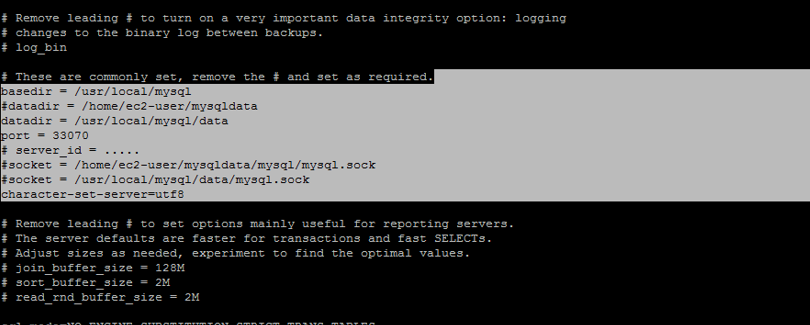 # Remove leading # to turn on a very important data integrity option: logging
# changes to the binary log between backups.
# log_bin
# These are commonly set, remove the # and set as required.
basedir = /usr/local/mysql
#datadir = /home/ec2-user/mysqldata
datadir = /usr/local/mysql/data
port = 33070
# server_id = .....
#socket = /home/ec2-user/mysqldata/mysql/mysql.sock
#socket = /usr/local/mysql/data/mysql.sock
character-set-server=utf8
# Remove leading # to set options mainly useful for reporting servers.
# The server defaults are faster for transactions and fast SELECTs.
# Adjust sizes as needed, experiment to find the optimal values.
# join_buffer_size = 128M
# sort_buffer_size = 2M
# read_rnd_buffer_size = 2M